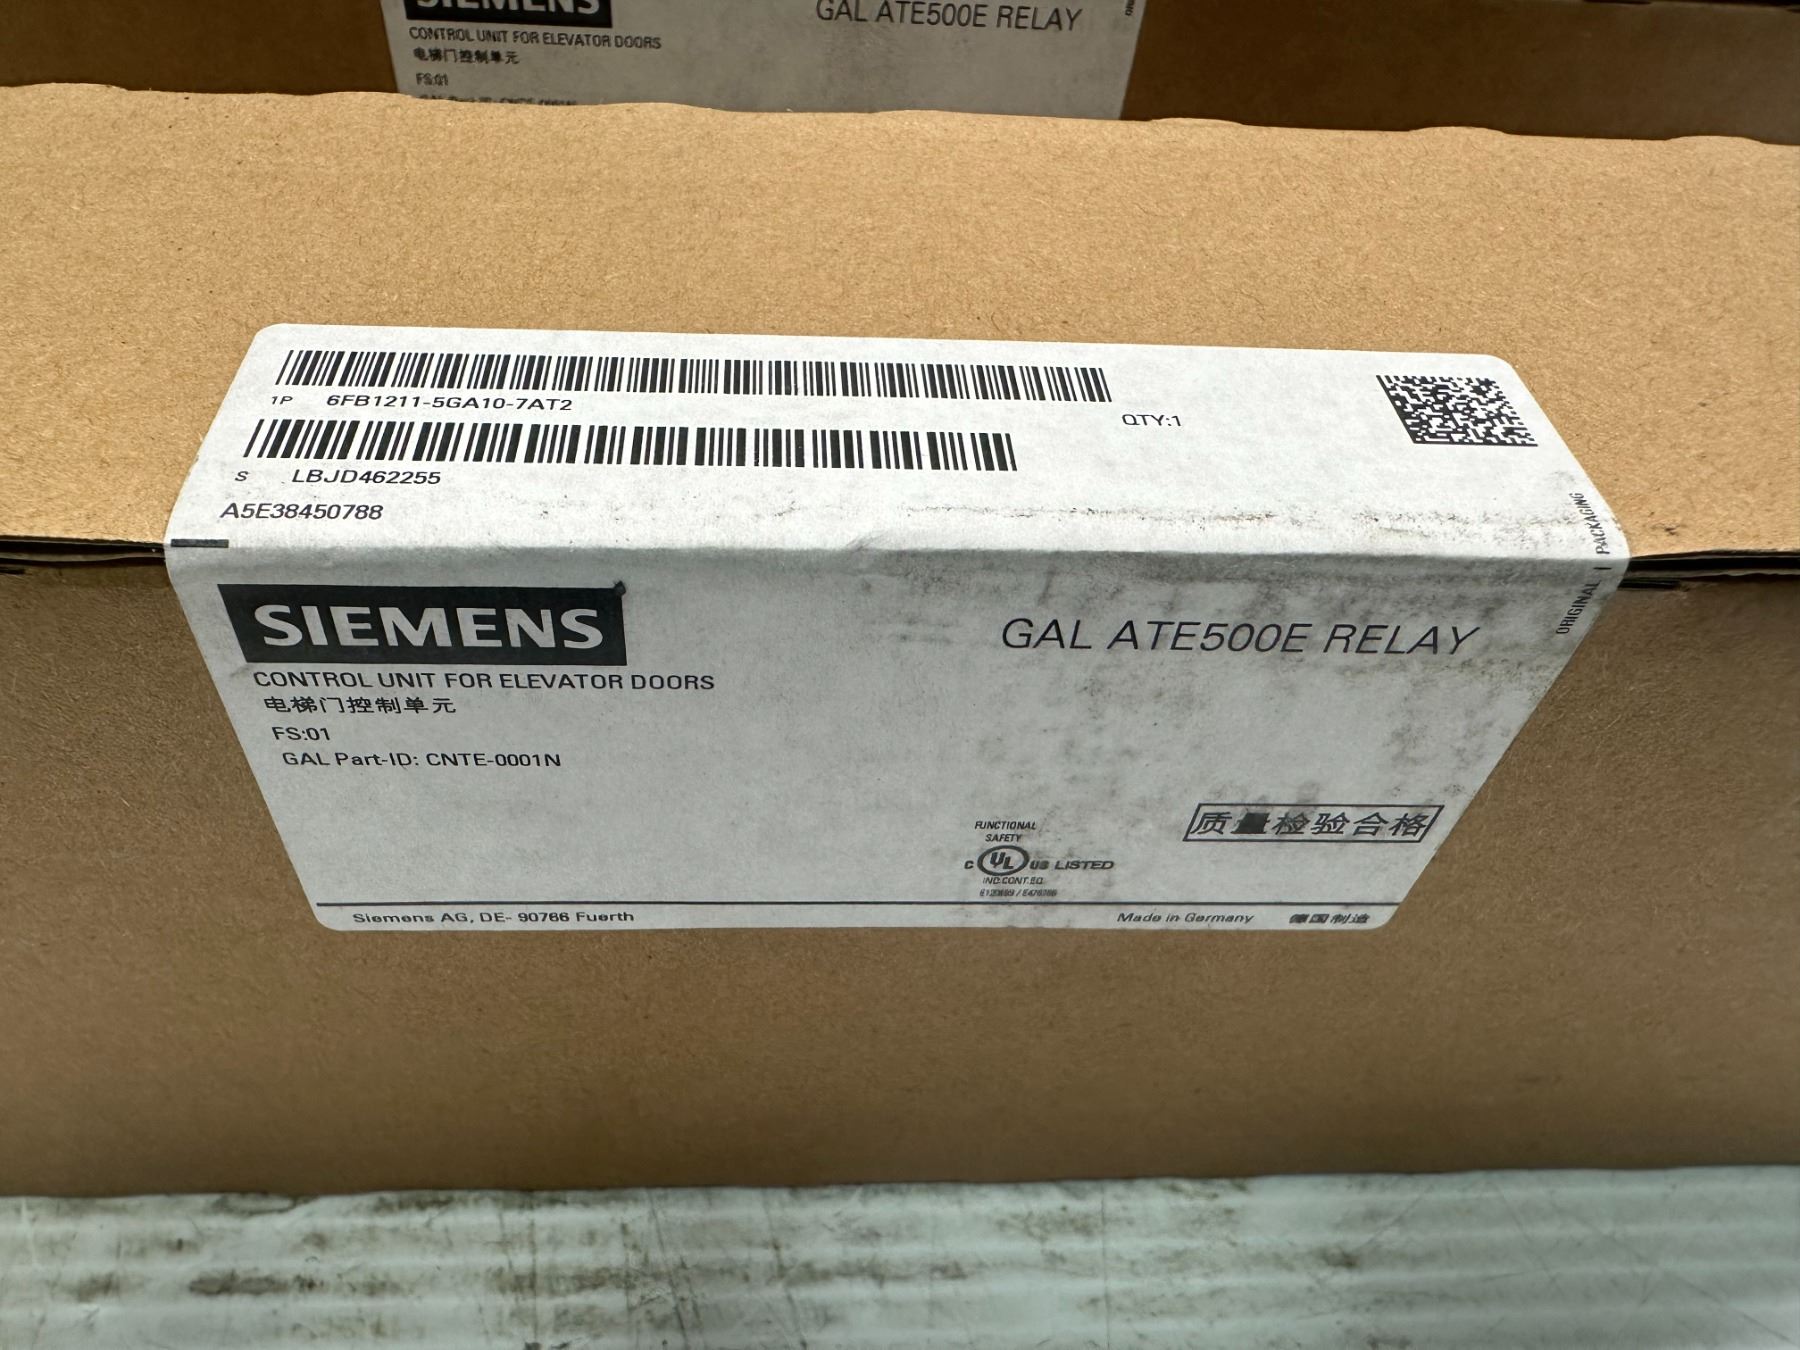 SIEMENS
GAL ATE500E RELAY
CONTROL UNIT FOR ELEVATOR DOORS
电梯门控制单元
FS:01
1P 6FB1211-5GA10-7AT2
QTY:1
S LBJD462255
A5E38450788
ORIGINAL | PACKAGING
SIEMENS
GAL ATE500E RELAY
CONTROL UNIT FOR ELEVATOR DOORS
电梯门控制单元
FS:01
GAL Part-ID: CNTE-0001N
FUNCTIONAL
SAFETY
C UL US LISTED
IND.CONT.EQ.
质量检验合格
Siemens AG, DE- 90766 Fuerth
Made in Germany 德国制造